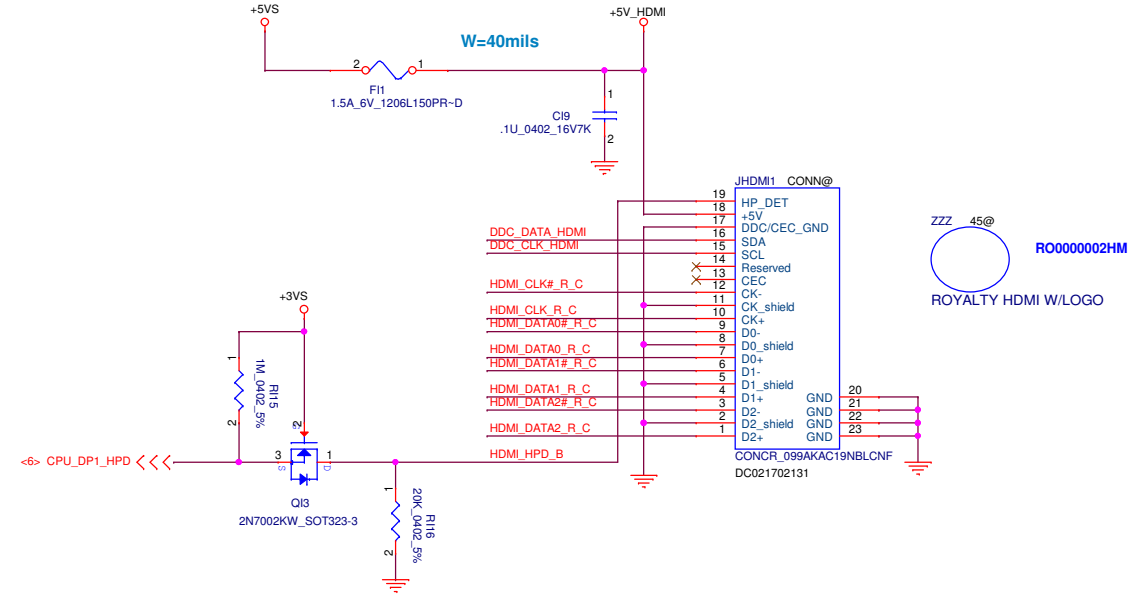 +5VS
+5V_HDMI
W=40mils
2
1
FI1
1.5A_6V_1206L150PR~D
1
CI9
.1U_0402_16V7K
2
JHDMI1 CONN@
19 HP_DET
18 +5V
17 DDC/CEC_GND
DDC_DATA_HDMI 16 SDA
DDC_CLK_HDMI 15 SCL
14 Reserved
13 CEC
HDMI_CLK#_R_C 12 CK-
11 CK_shield
HDMI_CLK_R_C 10 CK+
HDMI_DATA0#_R_C 9 D0-
8 D0_shield
HDMI_DATA0_R_C 7 D0+
HDMI_DATA1#_R_C 6 D1-
5 D1_shield
HDMI_DATA1_R_C 4 D1+ GND 20
HDMI_DATA2#_R_C 3 D2- GND 21
2 D2_shield GND 22
HDMI_DATA2_R_C 1 D2+ GND 23
HDMI_HPD_B
CONCR_099AKAC19NBLCNF
DC021702131
ZZZ 45@
RO0000002HM
ROYALTY HDMI W/LOGO
+3VS
1
RI15
1M_0402_5%
2
2
G
<6> CPU_DP1_HPD
3
S
1
D
QI3
2N7002KW_SOT323-3
1
RI16
20K_0402_5%
2